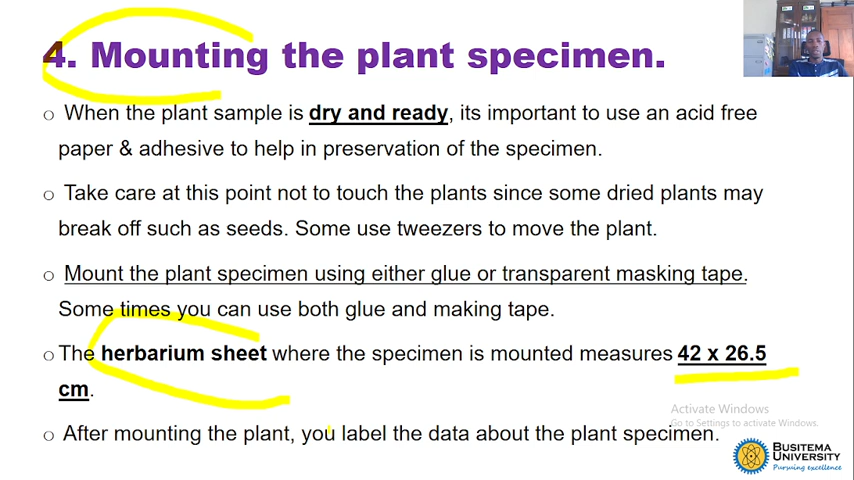 4. Mounting the plant specimen.
o When the plant sample is dry and ready, its important to use an acid free
paper & adhesive to help in preservation of the specimen.
o Take care at this point not to touch the plants since some dried plants may
break off such as seeds. Some use tweezers to move the plant.
o Mount the plant specimen using either glue or transparent masking tape.
Some times you can use both glue and making tape.
o The herbarium sheet where the specimen is mounted measures 42 x 26.5
cm.
Activate Windows
Go to Settings to activate Windows.
o After mounting the plant, you label the data about the plant specimen.
BUSITEMA
UNIVERSITY
Pursuing excellence